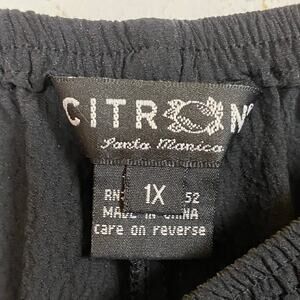 CITRON
Santa Monica
RN: 52
1X
MADE IN CHINA
care on reverse